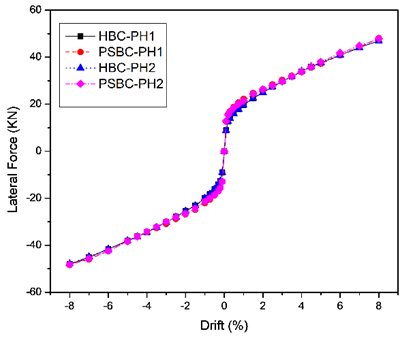 HBC-PH1
PSBC-PH1
HBC-PH2
PSBC-PH2
Lateral Force (KN)
60
40
20
0
-20
-40
-60
-8 -6 -4 -2 0 2 4 6 8
Drift (%)